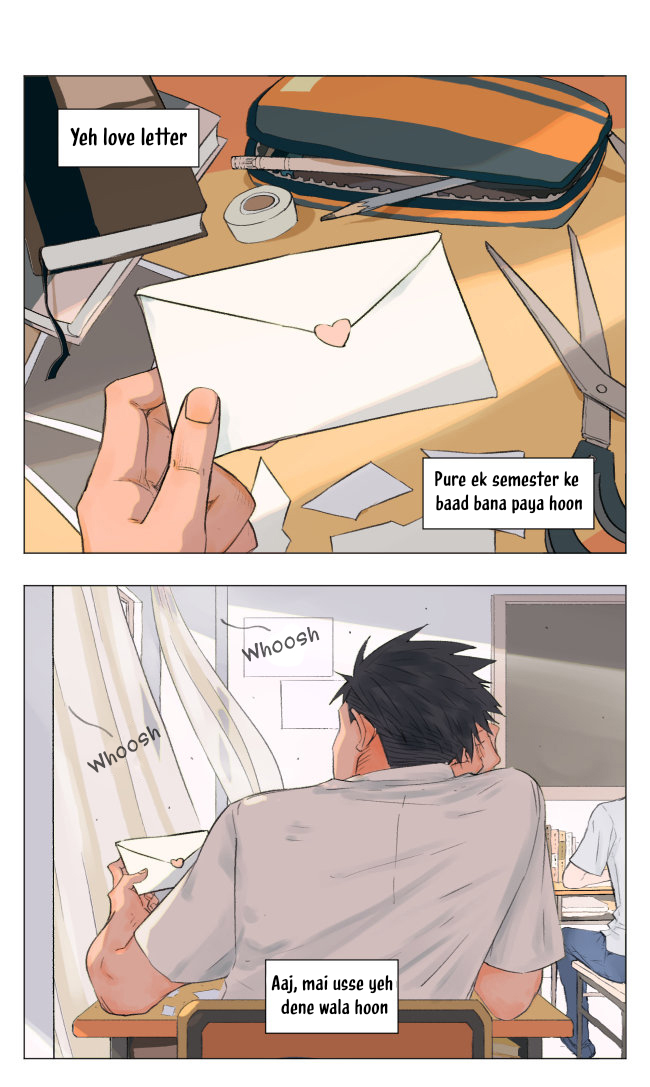 Yeh love letter
Pure ek semester ke
baad bana paya hoon
Whoosh
Whoosh
Aaj, mai usse yeh
dene wala hoon